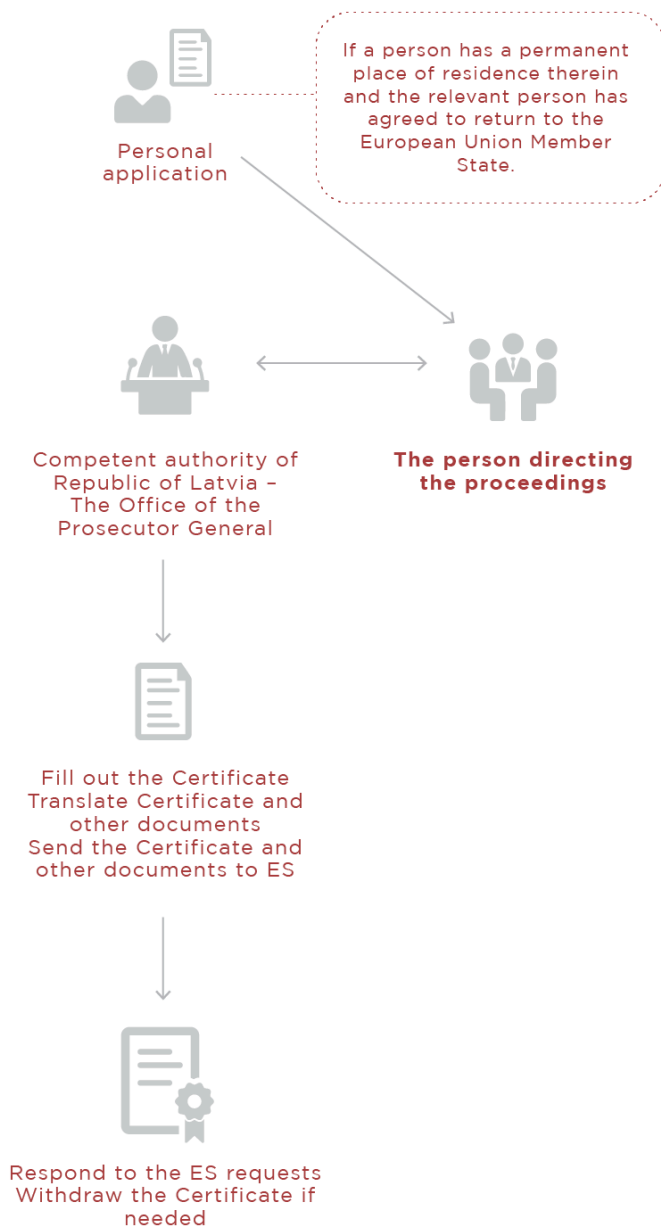 If a person has a permanent
place of residence therein
and the relevant person has
agreed to return to the
European Union Member
State.
Personal
application
Competent authority of
Republic of Latvia –
The Office of the
Prosecutor General
The person directing
the proceedings
Fill out the Certificate
Translate Certificate and
other documents
Send the Certificate and
other documents to ES
Respond to the ES requests
Withdraw the Certificate if
needed